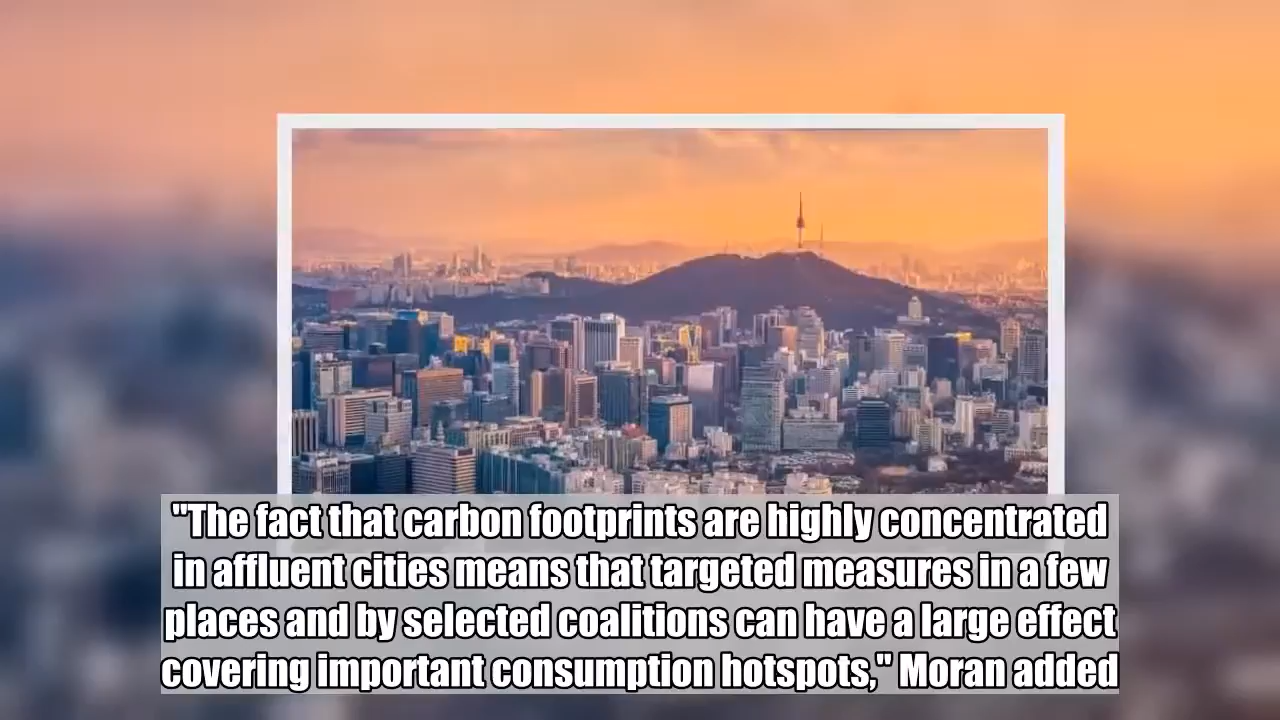 "The fact that carbon footprints are highly concentrated
in affluent cities means that targeted measures in a few
places and by selected coalitions can have a large effect
covering important consumption hotspots," Moran added